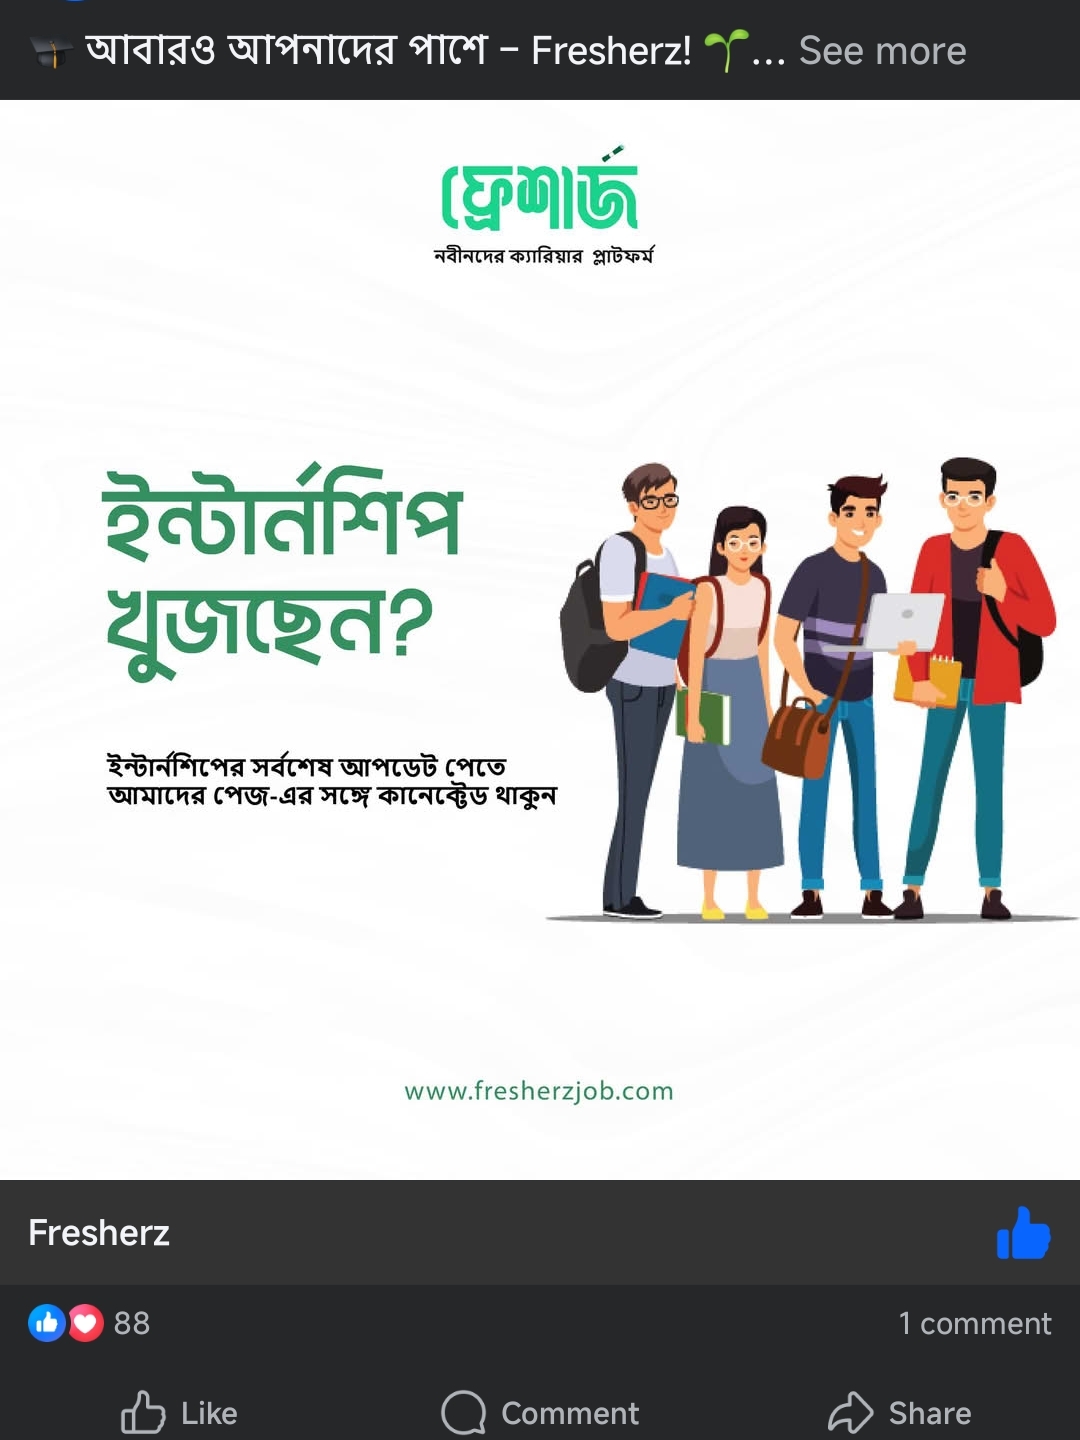 🎓 আবারও আপনাদের পাশে – Fresherz! 🌱... See more
ফ্রেশার্জ
নবীনদের ক্যারিয়ার প্লাটফর্ম
ইন্টার্নশিপ
খুজছেন?
ইন্টার্নশিপের সর্বশেষ আপডেট পেতে
আমাদের পেজ-এর সঙ্গে কানেক্টেড থাকুন
www.fresherzjob.com
Fresherz
88
1 comment
Like
Comment
Share